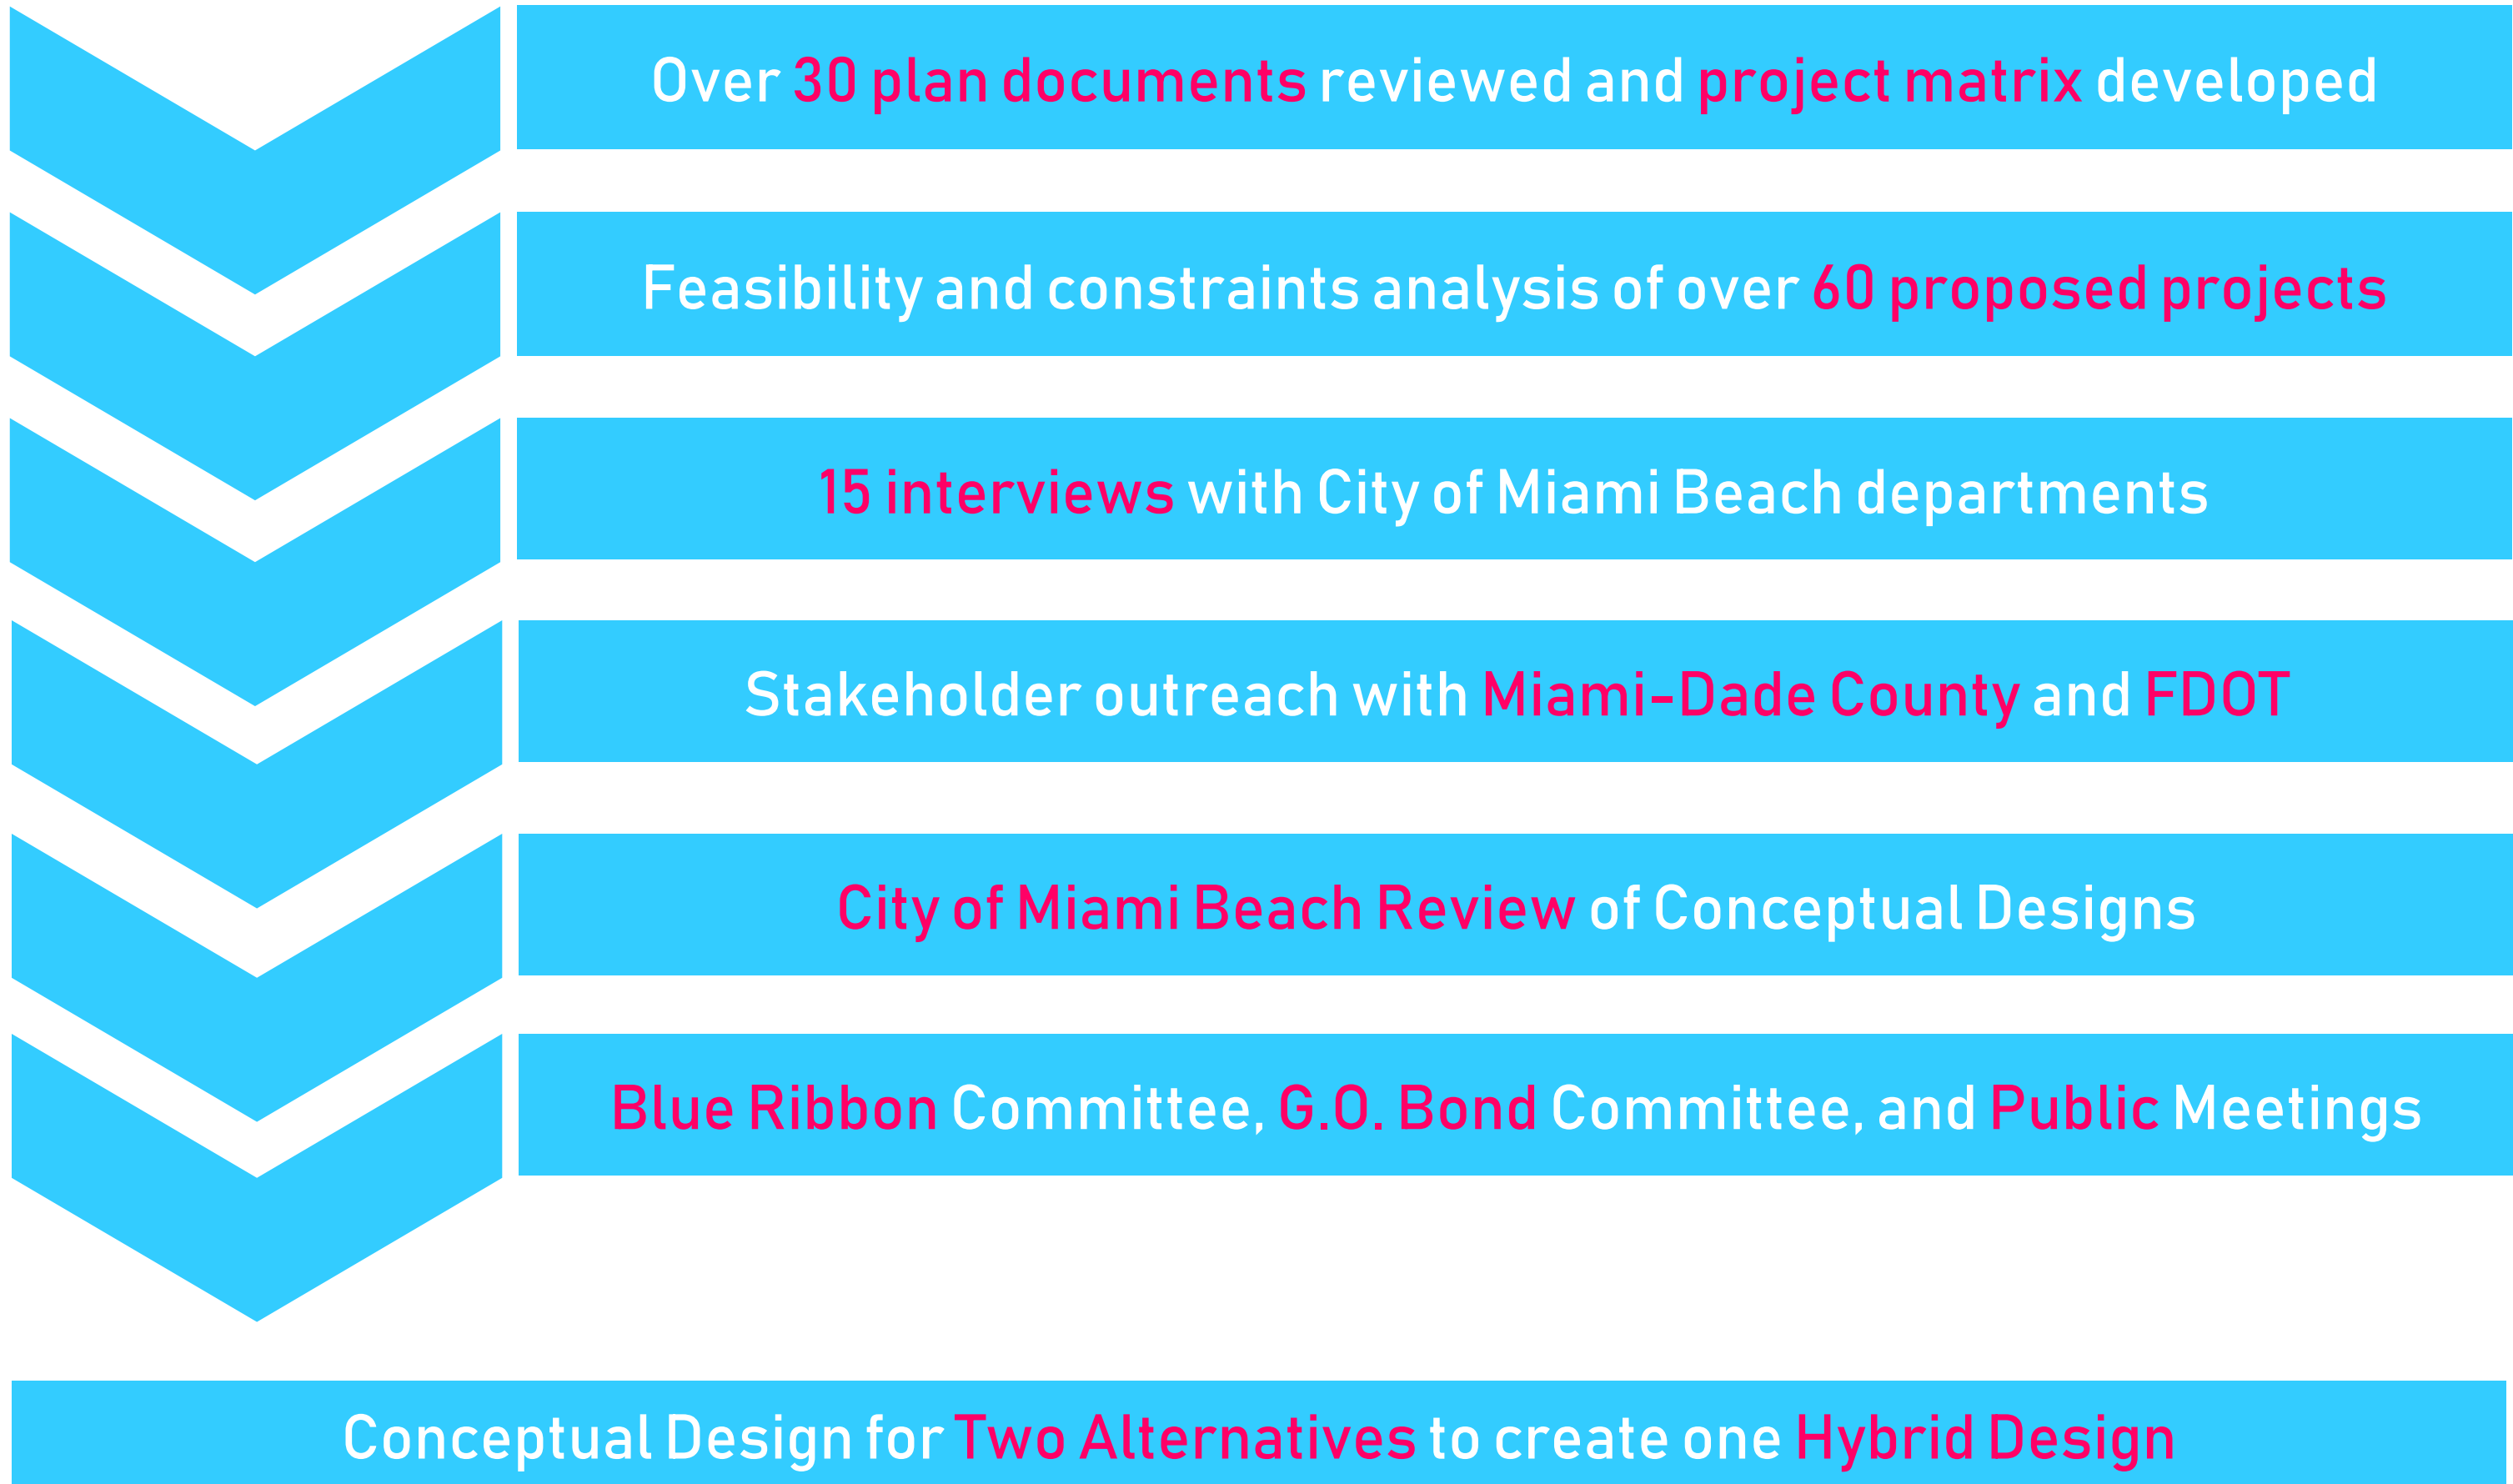 Over 30 plan documents reviewed and project matrix developed
Feasibility and constraints analysis of over 60 proposed projects
15 interviews with City of Miami Beach departments
Stakeholder outreach with Miami-Dade County and FDOT
City of Miami Beach Review of Conceptual Designs
Blue Ribbon Committee, G.O. Bond Committee, and Public Meetings
Conceptual Design for Two Alternatives to create one Hybrid Design